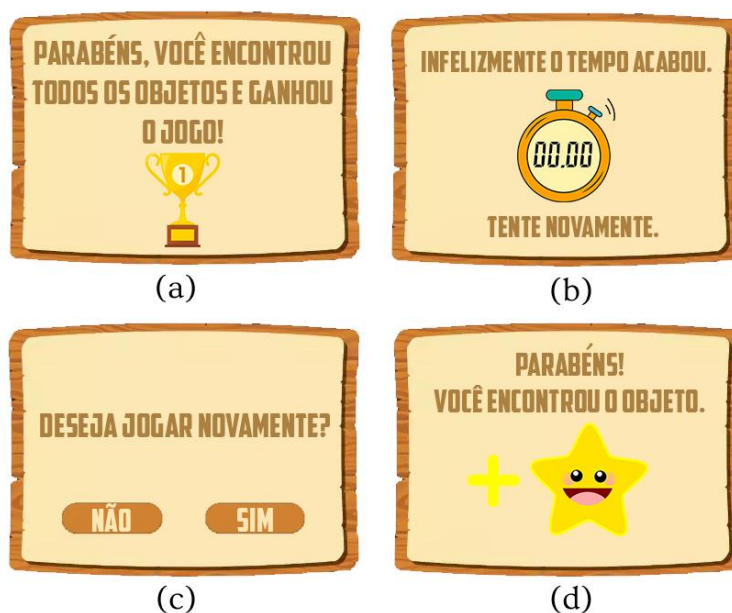 PARABÉNS, VOCÊ ENCONTROU
TODOS OS OBJETOS E GANHOU
O JOGO!
1
(a)
INFELIZMENTE O TEMPO ACABOU.
00.00
TENTE NOVAMENTE.
(b)
DESEJA JOGAR NOVAMENTE?
NÃO SIM
(c)
PARABÉNS!
VOCÊ ENCONTROU O OBJETO.
+
(d)